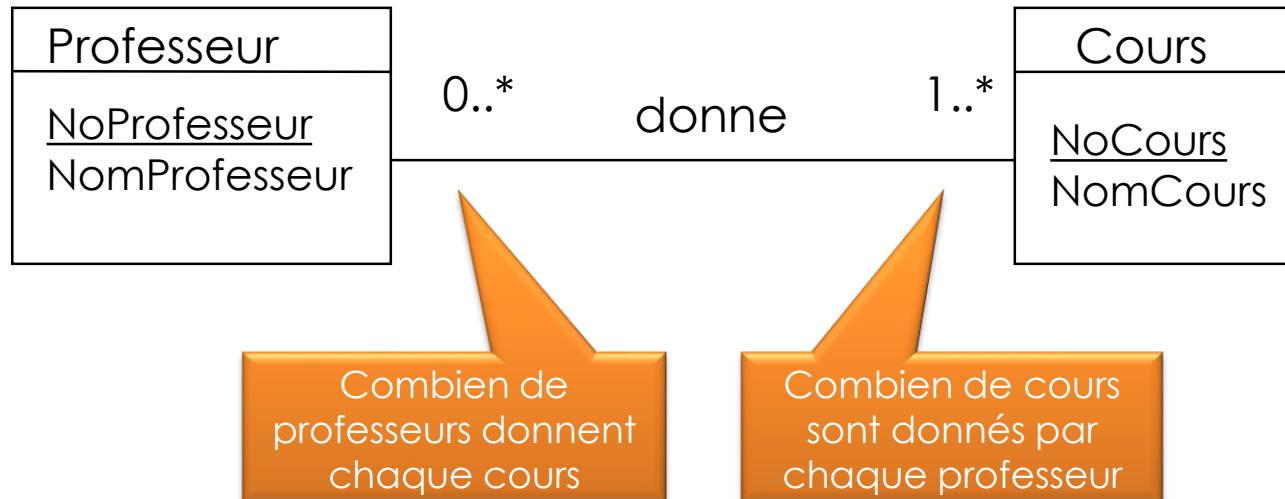 Professeur
NoProfesseur
NomProfesseur
0..*
donne
1..*
Cours
NoCours
NomCours
Combien de
professeurs donnent
chaque cours
Combien de cours
sont donnés par
chaque professeur